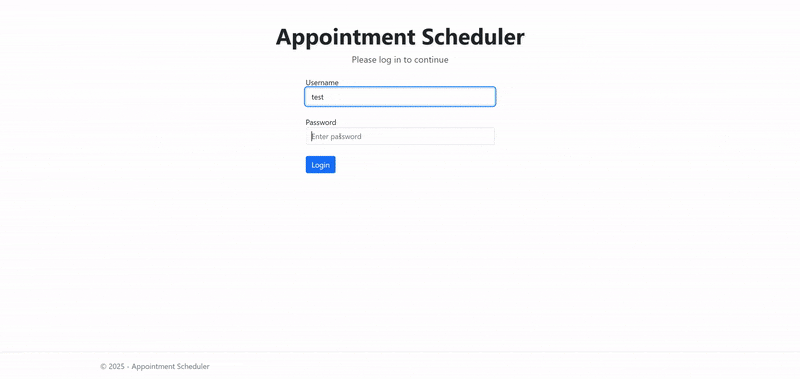 Appointment Scheduler
Please log in to continue
Username
test
Password
Enter password
Login
© 2025 - Appointment Scheduler